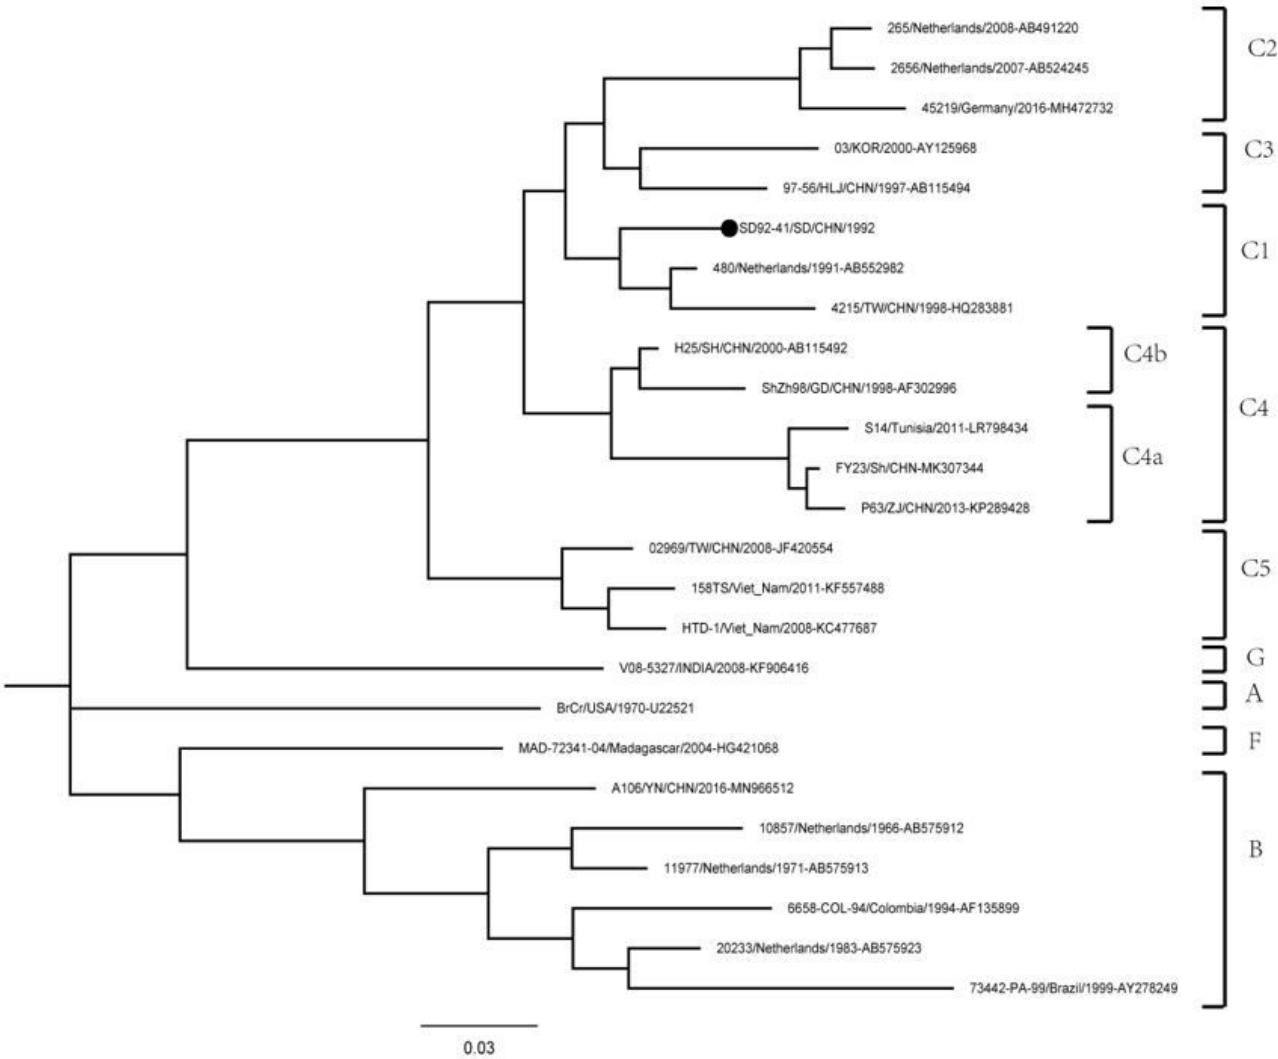 265/Netherlands/2008-AB491220
2656/Netherlands/2007-AB524245
C2
45219/Germany/2016-MH472732
03/KOR/2000-AY125968
C3
97-56/HLJ/CHN/1997-AB115494
SD92-41/SD/CHN/1992
C1
480/Netherlands/1991-AB552982
4215/TW/CHN/1998-HQ283881
H25/SH/CHN/2000-AB115492
C4b
ShZh98/GD/CHN/1998-AF302996
C4
S14/Tunisia/2011-LR798434
C4a
FY23/Sh/CHN-MK307344
P63/ZJ/CHN/2013-KP289428
02969/TW/CHN/2008-JF420554
C5
158TS/Viet_Nam/2011-KF557488
HTD-1/Viet_Nam/2008-KC477687
G
V08-5327/INDIA/2008-KF906416
A
BrCr/USA/1970-U22521
F
MAD-72341-04/Madagascar/2004-HG421068
A106/YN/CHN/2016-MN966512
10857/Netherlands/1966-AB575912
B
11977/Netherlands/1971-AB575913
6658-COL-94/Colombia/1994-AF135899
20233/Netherlands/1983-AB575923
73442-PA-99/Brazil/1999-AY278249
0.03